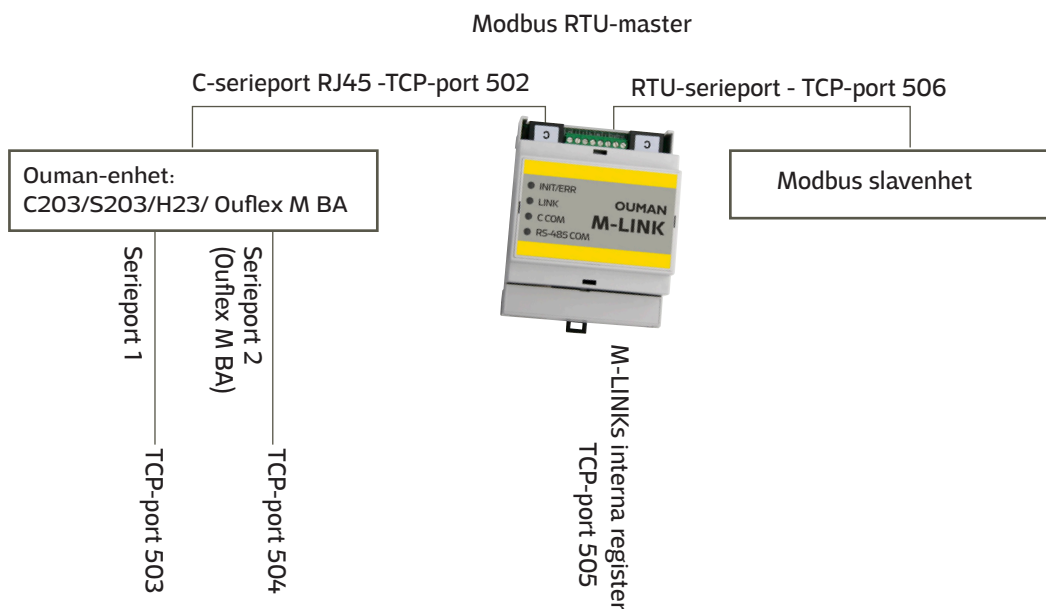 Modbus RTU-master
C-serieport RJ45 -TCP-port 502
RTU-serieport - TCP-port 506
Ouman-enhet:
C203/S203/H23/ Ouflex M BA
C
C
INIT/ERR
LINK
C COM
RS-485 COM
OUMAN
M-LINK
Modbus slavenhet
Serieport 1
Serieport 2
(Ouflex M BA)
TCP-port 503
TCP-port 504
M-LINKs interna register
TCP-port 505